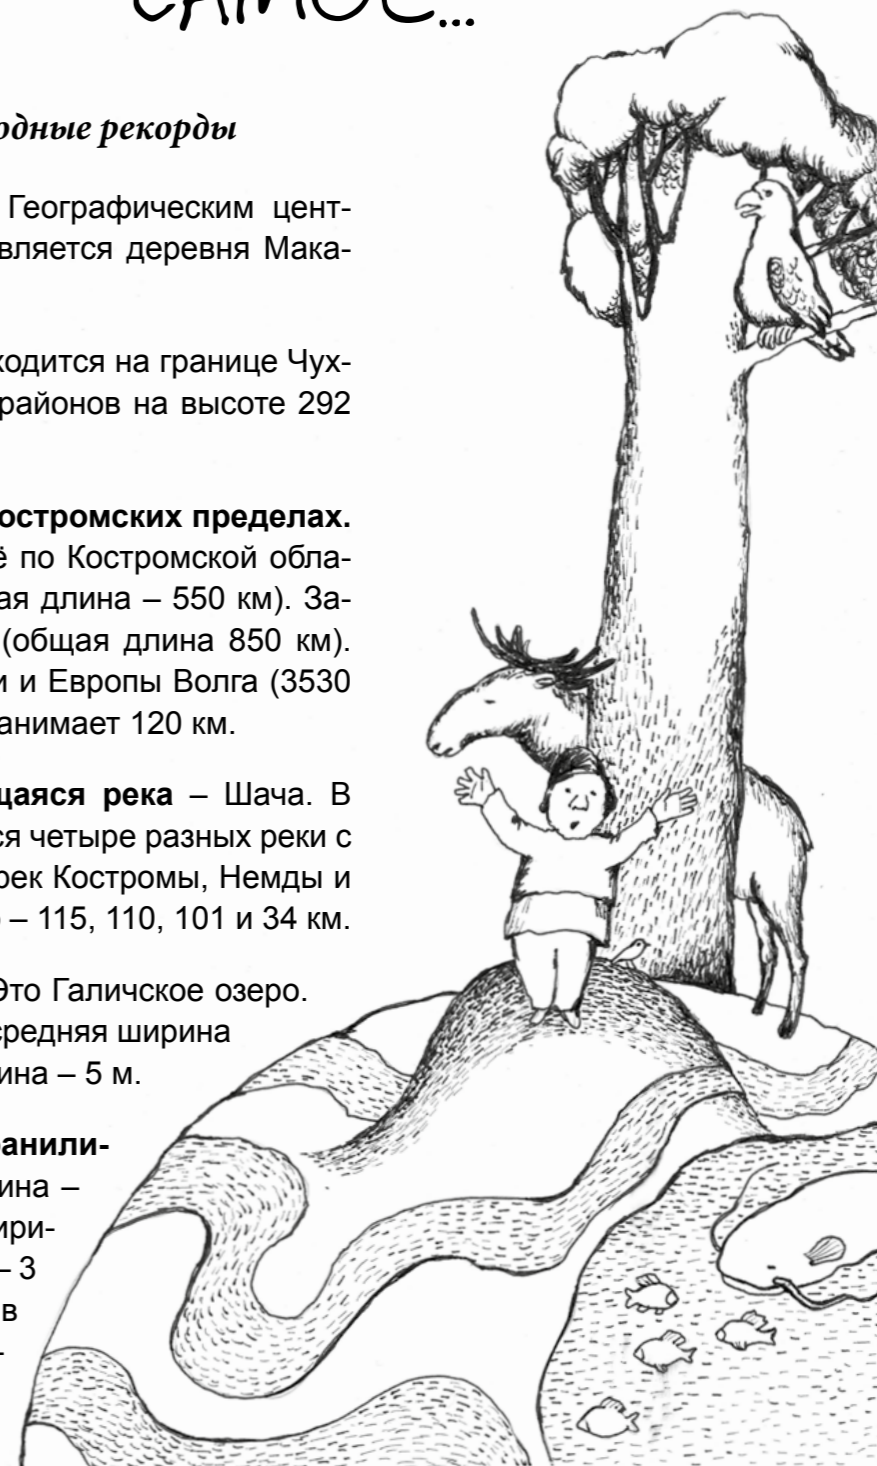 САМОЕ...
одные рекорды
Географическим цент-
вляется деревня Мака-
ходится на границе Чух-
районов на высоте 292
остромских пределах.
ё по Костромской обла-
ая длина – 550 км). За-
(общая длина 850 км).
и и Европы Волга (3530
анимает 120 км.
щаяся река – Шача. В
ся четыре разных реки с
рек Костромы, Немды и
– 115, 110, 101 и 34 км.
Это Галичское озеро.
средняя ширина
ина – 5 м.
ранили-
ина –
ири-
– 3
в
-